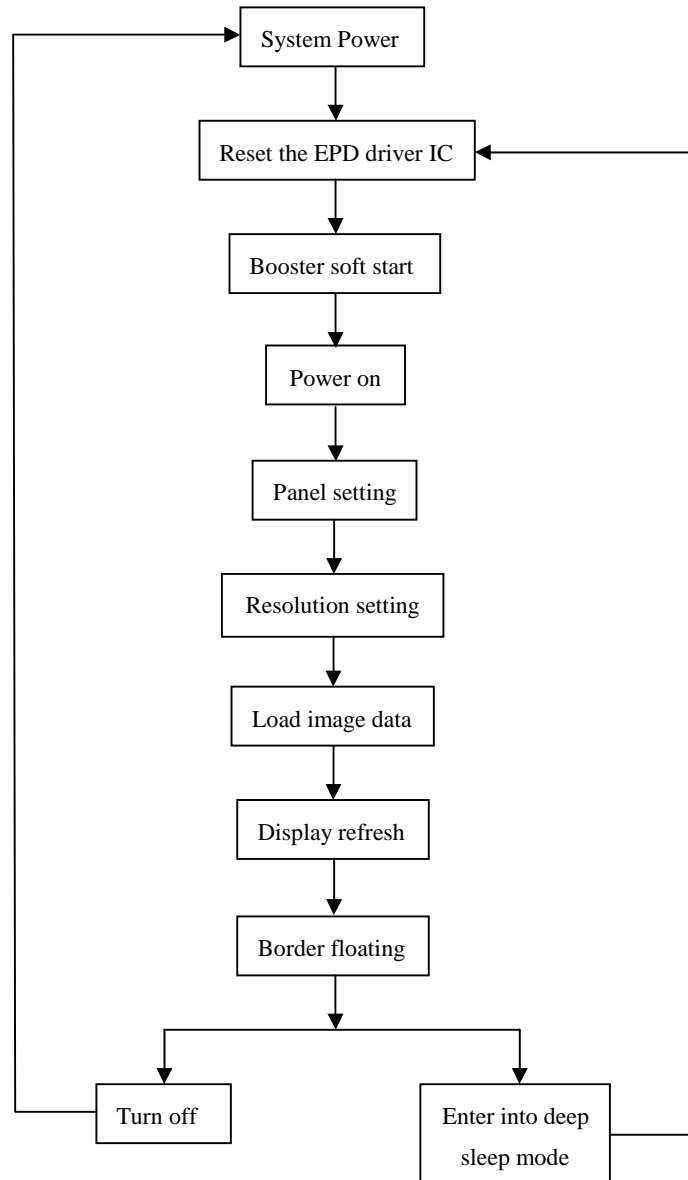 System Power
Reset the EPD driver IC
Booster soft start
Power on
Panel setting
Resolution setting
Load image data
Display refresh
Border floating
Turn off
Enter into deep
sleep mode